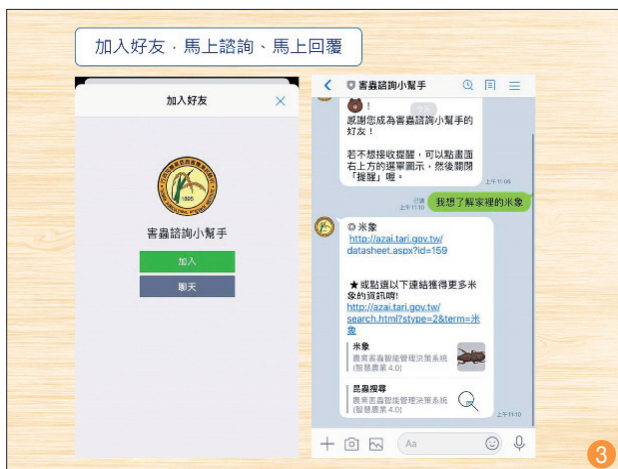 加入好友．馬上諮詢、馬上回覆
加入好友
×
1895
害蟲諮詢小幫手
加入
聊天
害蟲諮詢小幫手
！
今天
感謝您成為害蟲諮詢小幫手的
好友！
若不想接收提醒，可以點畫面
右上方的選單圖示，然後關閉
「提醒」喔。
上午11:06
已讀
上午11:10
我想了解家裡的米象
◎米象
http://azai.tari.gov.tw/
datasheet.aspx?id=159
★或點選以下連結獲得更多米
象的資訊唷!
http://azai.tari.gov.tw/
search.html?stype=2&term=米
象
米象
農業害蟲智能管理決策系統
(智慧農業 4.0)
昆蟲搜尋
農業害蟲智能管理決策系統
(智慧農業 4.0)
上午11:10
Aa
3